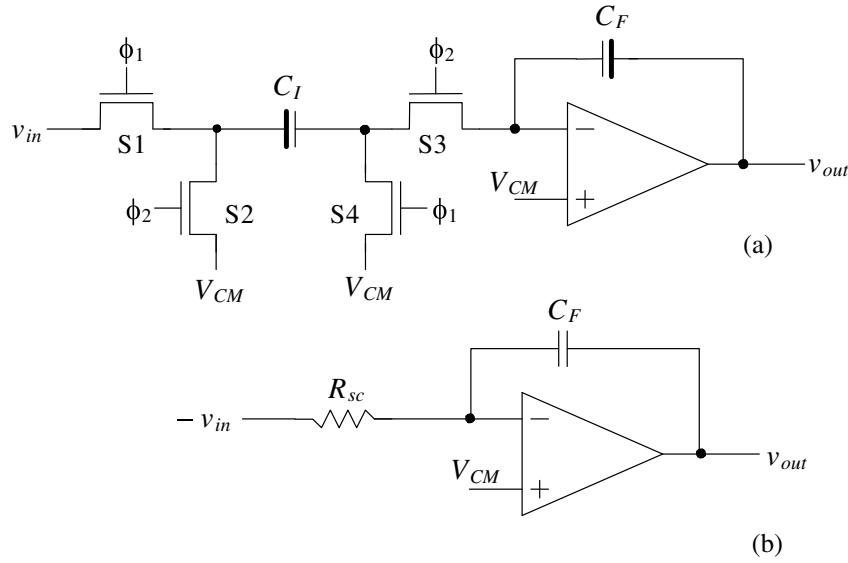 C_F
ϕ₁
ϕ₂
C_I
v_in
S1
S3
−
V_CM
+
v_out
ϕ₂
S2
S4
ϕ₁
V_CM
V_CM
(a)
C_F
R_sc
− v_in
−
V_CM
+
v_out
(b)